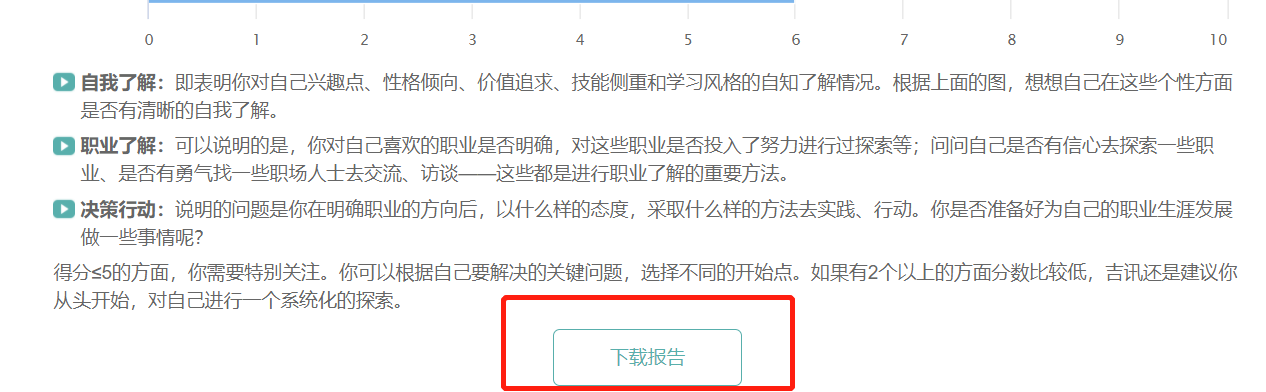 0 1 2 3 4 5 6 7 8 9 10
自我了解：即表明你对自己兴趣点、性格倾向、价值追求、技能侧重和学习风格的自知了解情况。根据上面的图，想想自己在这些个性方面
是否有清晰的自我了解。
职业了解：可以说明的是，你对自己喜欢的职业是否明确，对这些职业是否投入了努力进行过探索等；问问自己是否有信心去探索一些职
业、是否有勇气找一些职场人士去交流、访谈——这些都是进行职业了解的重要方法。
决策行动：说明的问题是你在明确职业的方向后，以什么样的态度，采取什么样的方法去实践、行动。你是否准备好为自己的职业生涯发展
做一些事情呢？
得分≤5的方面，你需要特别关注。你可以根据自己要解决的关键问题，选择不同的开始点。如果有2个以上的方面分数比较低，吉讯还是建议你
从头开始，对自己进行一个系统化的探索。
下载报告